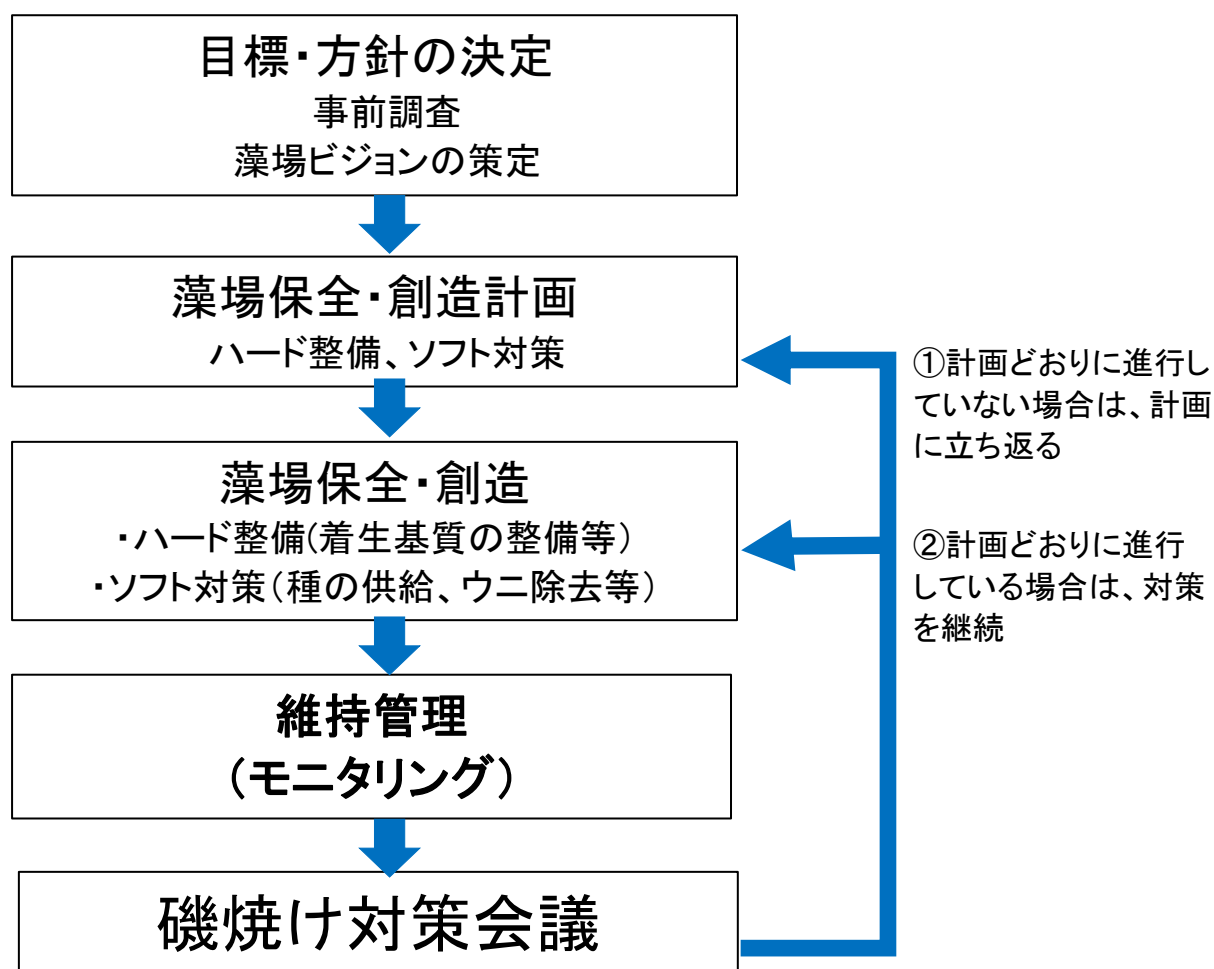 目標・方針の決定
事前調査
藻場ビジョンの策定
藻場保全・創造計画
ハード整備、ソフト対策
藻場保全・創造
・ハード整備(着生基質の整備等)
・ソフト対策(種の供給、ウニ除去等)
維持管理
(モニタリング)
磯焼け対策会議
①計画どおりに進行し
ていない場合は、計画
に立ち返る
②計画どおりに進行
している場合は、対策
を継続